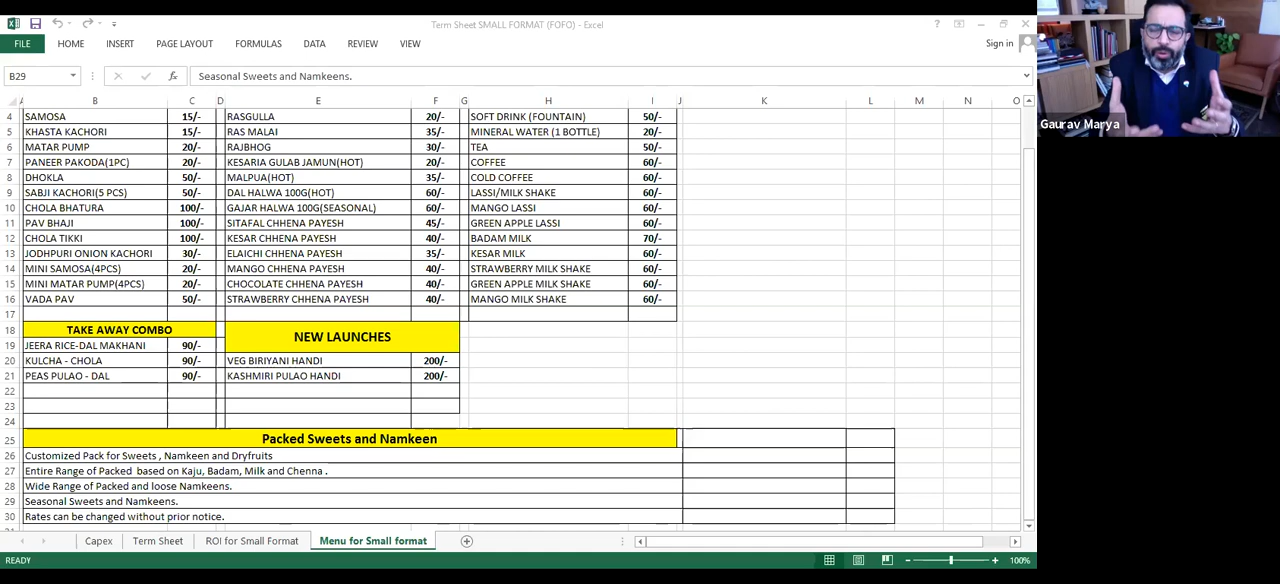 Term Sheet SMALL FORMAT (FOFO) - Excel
FILE HOME INSERT PAGE LAYOUT FORMULAS DATA REVIEW VIEW Sign in
B29 fx Seasonal Sweets and Namkeens.
A B C D E F G H I J K L M N O
4 SAMOSA 15/- RASGULLA 20/- SOFT DRINK (FOUNTAIN) 50/-
5 KHASTA KACHORI 15/- RAS MALAI 35/- MINERAL WATER (1 BOTTLE) 20/-
6 MATAR PUMP 20/- RAJBHOG 30/- TEA 50/-
7 PANEER PAKODA(1PC) 20/- KESARIA GULAB JAMUN(HOT) 20/- COFFEE 60/-
8 DHOKLA 50/- MALPUA(HOT) 35/- COLD COFFEE 60/-
9 SABJI KACHORI(5 PCS) 50/- DAL HALWA 100G(HOT) 60/- LASSI/MILK SHAKE 60/-
10 CHOLA BHATURA 100/- GAJAR HALWA 100G(SEASONAL) 60/- MANGO LASSI 60/-
11 PAV BHAJI 100/- SITAFAL CHHENA PAYESH 45/- GREEN APPLE LASSI 60/-
12 CHOLA TIKKI 100/- KESAR CHHENA PAYESH 40/- BADAM MILK 70/-
13 JODHPURI ONION KACHORI 30/- ELAICHI CHHENA PAYESH 35/- KESAR MILK 60/-
14 MINI SAMOSA(4PCS) 20/- MANGO CHHENA PAYESH 40/- STRAWBERRY MILK SHAKE 60/-
15 MINI MATAR PUMP(4PCS) 20/- CHOCOLATE CHHENA PAYESH 40/- GREEN APPLE MILK SHAKE 60/-
16 VADA PAV 50/- STRAWBERRY CHHENA PAYESH 40/- MANGO MILK SHAKE 60/-
17
18 TAKE AWAY COMBO NEW LAUNCHES
19 JEERA RICE-DAL MAKHANI 90/-
20 KULCHA - CHOLA 90/- VEG BIRIYANI HANDI 200/-
21 PEAS PULAO - DAL 90/- KASHMIRI PULAO HANDI 200/-
22
23
24
25 Packed Sweets and Namkeen
26 Customized Pack for Sweets , Namkeen and Dryfruits
27 Entire Range of Packed based on Kaju, Badam, Milk and Chenna .
28 Wide Range of Packed and loose Namkeens.
29 Seasonal Sweets and Namkeens.
30 Rates can be changed without prior notice.
Capex Term Sheet ROI for Small Format Menu for Small format
READY 100%
Gaurav Marya